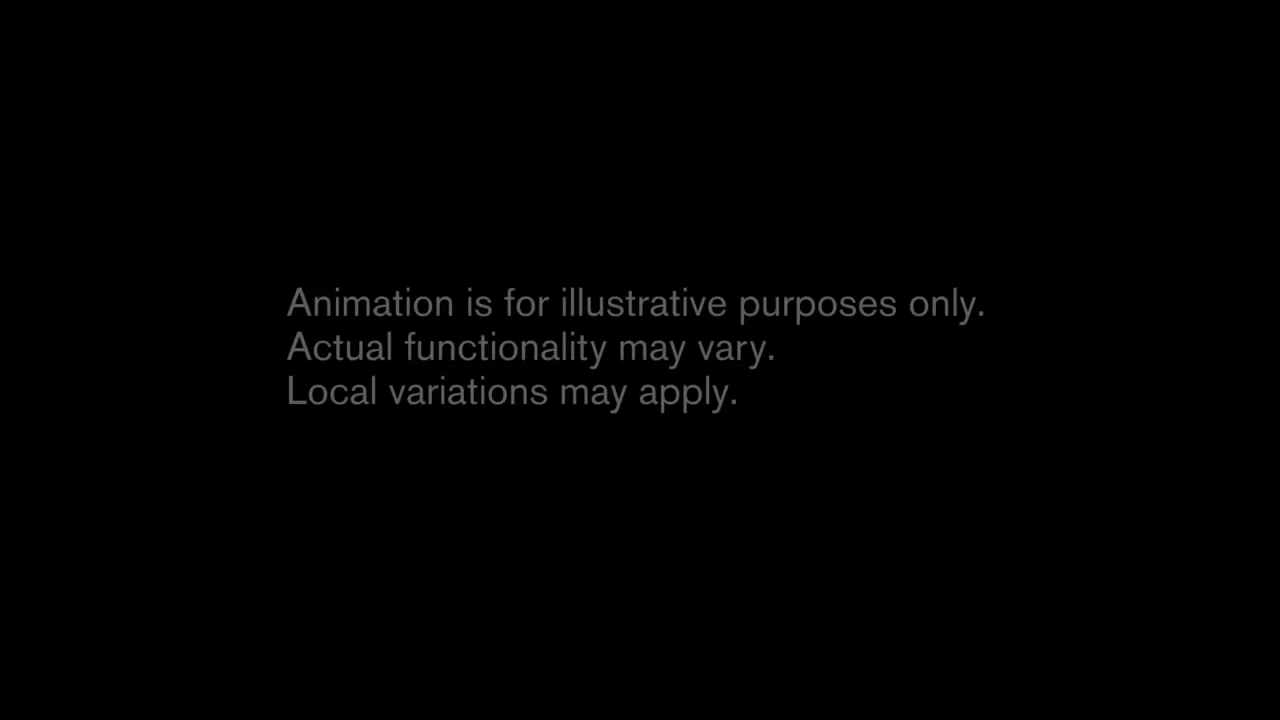 Animation is for illustrative purposes only.
Actual functionality may vary.
Local variations may apply.